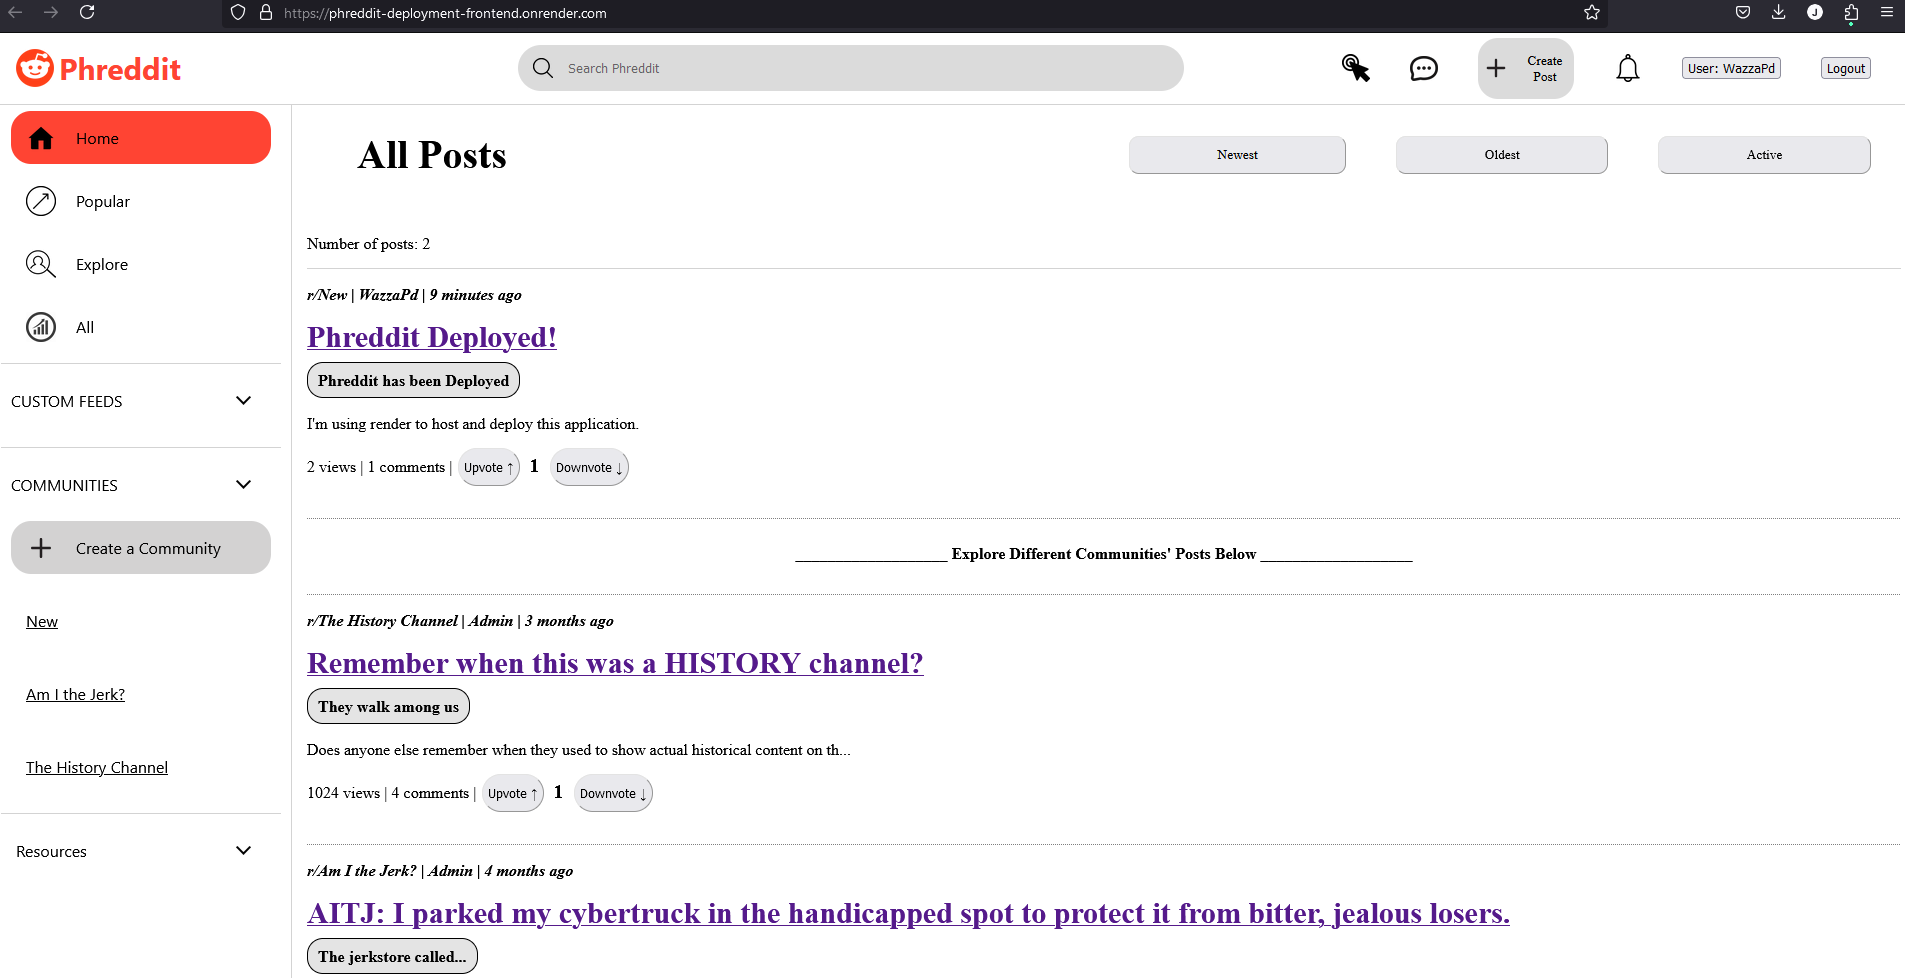 https://phreddit-deployment-frontend.onrender.com
J
Phreddit
Search Phreddit
Create
Post
User: WazzaPd
Logout
Home
Popular
Explore
All
CUSTOM FEEDS
COMMUNITIES
Create a Community
New
Am I the Jerk?
The History Channel
Resources
All Posts
Newest
Oldest
Active
Number of posts: 2
r/New | WazzaPd | 9 minutes ago
Phreddit Deployed!
Phreddit has been Deployed
I'm using render to host and deploy this application.
2 views | 1 comments | Upvote ↑ 1 Downvote ↓
____________________ Explore Different Communities' Posts Below ____________________
r/The History Channel | Admin | 3 months ago
Remember when this was a HISTORY channel?
They walk among us
Does anyone else remember when they used to show actual historical content on th...
1024 views | 4 comments | Upvote ↑ 1 Downvote ↓
r/Am I the Jerk? | Admin | 4 months ago
AITJ: I parked my cybertruck in the handicapped spot to protect it from bitter, jealous losers.
The jerkstore called...